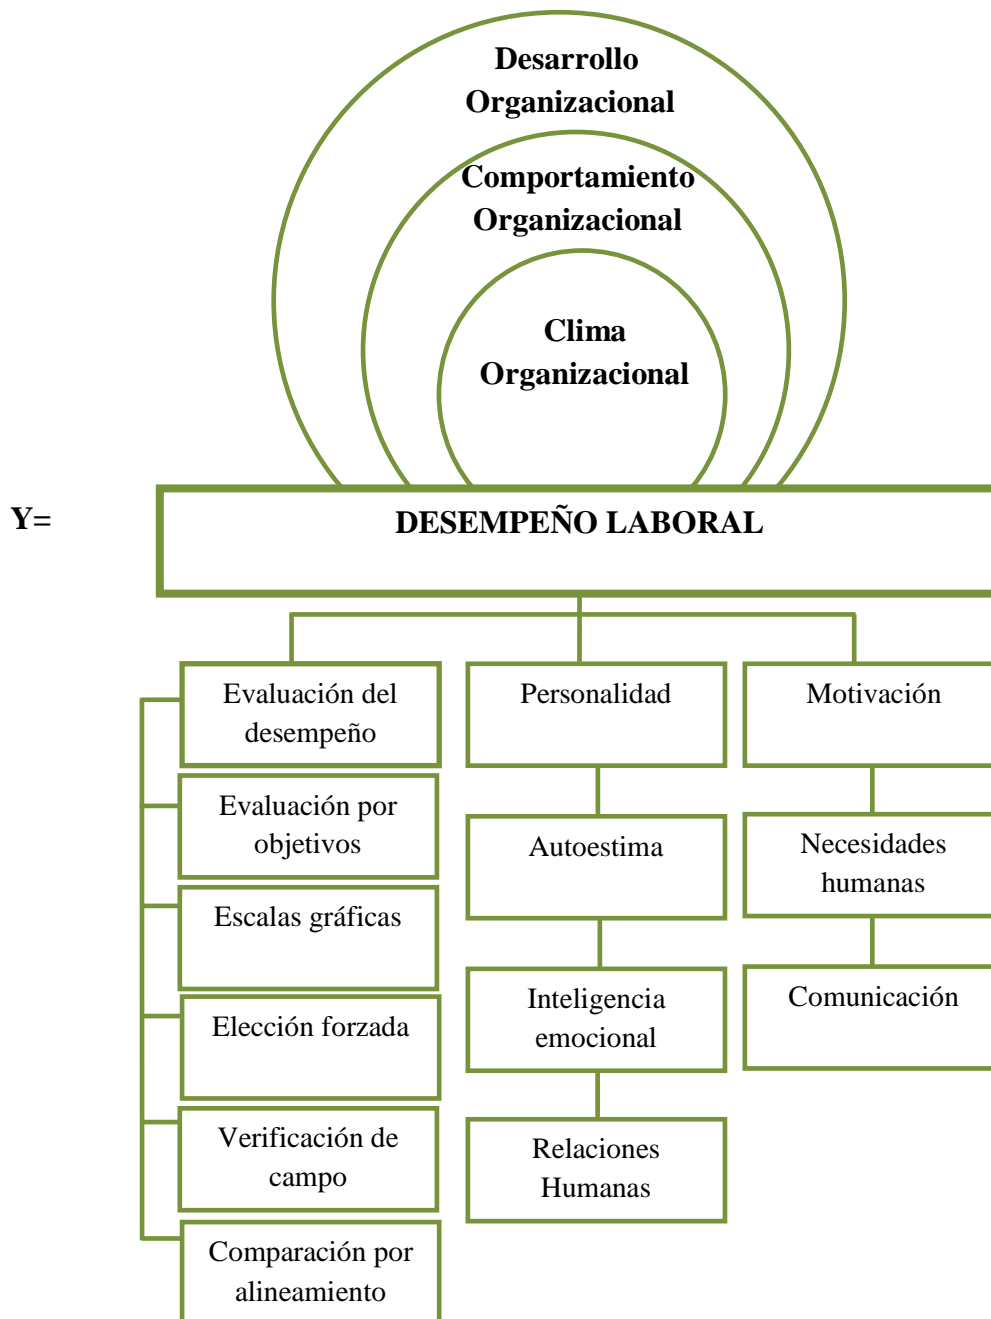 Desarrollo
Organizacional
Comportamiento
Organizacional
Clima
Organizacional
Y=
DESEMPEÑO LABORAL
Evaluación del
desempeño
Evaluación por
objetivos
Escalas gráficas
Elección forzada
Verificación de
campo
Comparación por
alineamiento
Personalidad
Autoestima
Inteligencia
emocional
Relaciones
Humanas
Motivación
Necesidades
humanas
Comunicación